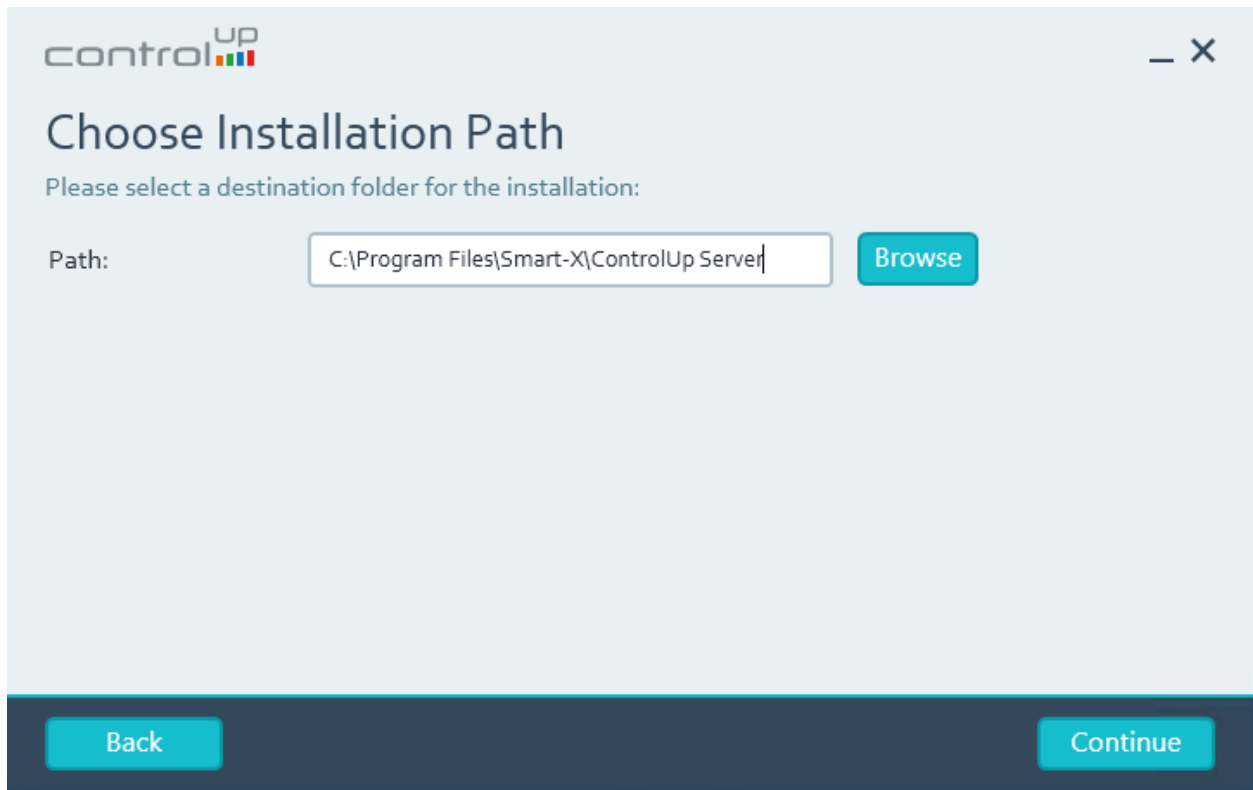 controlup
Choose Installation Path
Please select a destination folder for the installation:
Path: C:\Program Files\Smart-X\ControlUp Server Browse
Back Continue